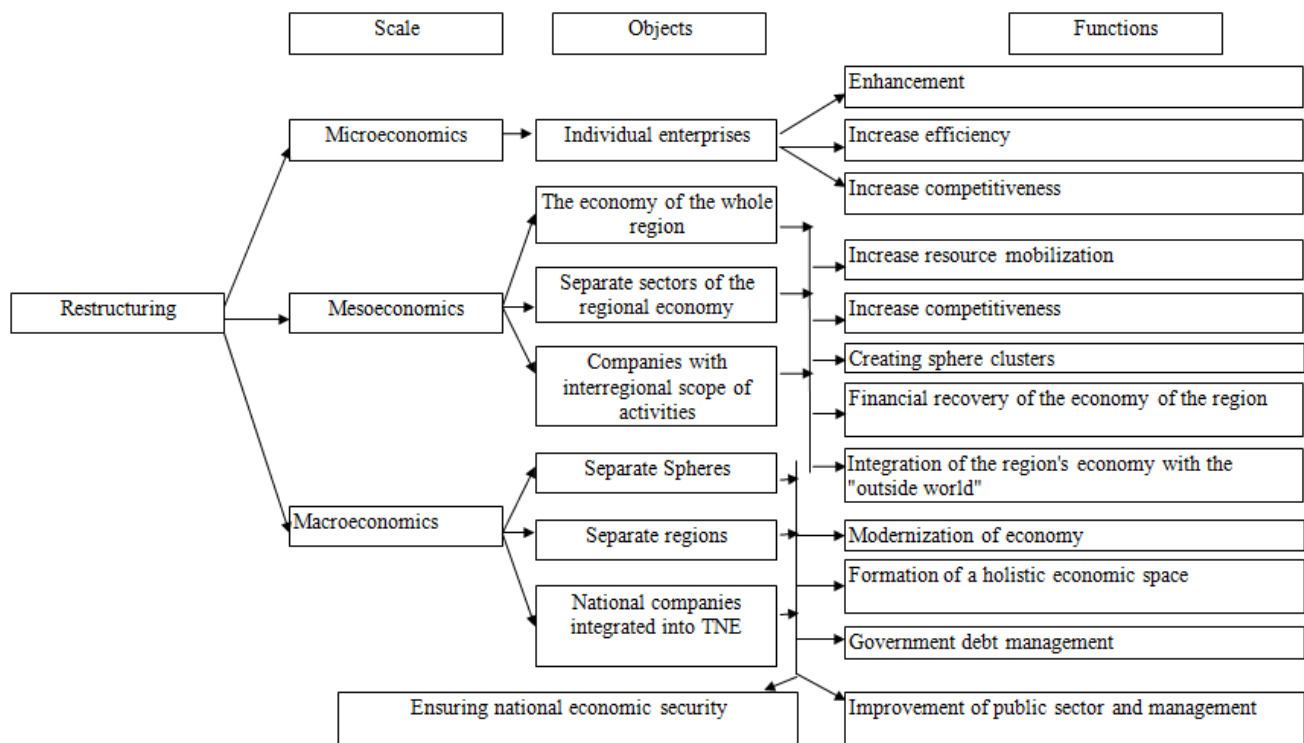 Scale
Objects
Functions
Restructuring
Microeconomics
Individual enterprises
Enhancement
Increase efficiency
Increase competitiveness
Mesoeconomics
The economy of the whole
region
Separate sectors of the
regional economy
Companies with
interregional scope of
activities
Increase resource mobilization
Increase competitiveness
Creating sphere clusters
Financial recovery of the economy of the region
Integration of the region's economy with the
"outside world"
Macroeconomics
Separate Spheres
Separate regions
National companies
integrated into TNE
Modernization of economy
Formation of a holistic economic space
Government debt management
Ensuring national economic security
Improvement of public sector and management